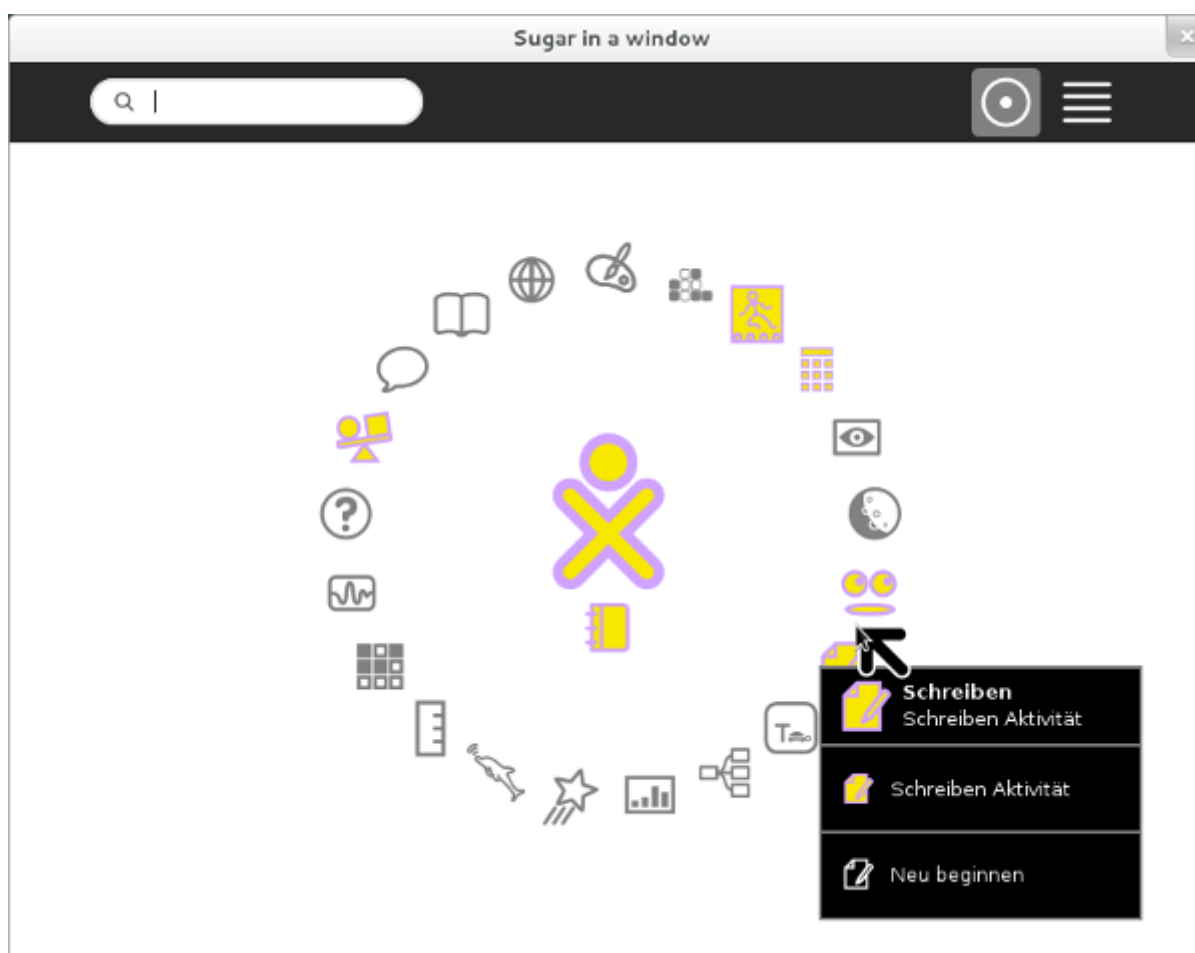 Sugar in a window
?
T
Schreiben
Schreiben Aktivität
Schreiben Aktivität
Neu beginnen